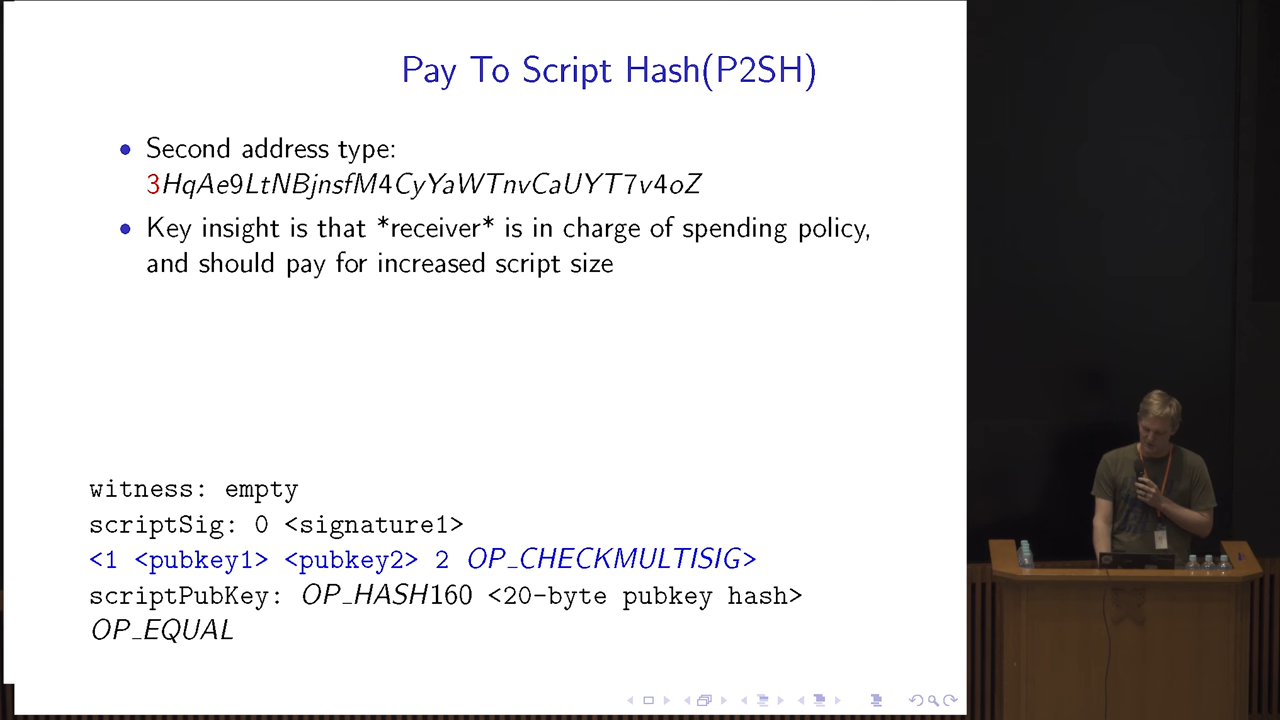 Pay To Script Hash(P2SH)
Second address type:
3HqAe9LtNBjnsfM4CyYaWTnvCaUYT7v4oZ
Key insight is that *receiver* is in charge of spending policy,
and should pay for increased script size
witness: empty
scriptSig: 0 <signature1>
<1 <pubkey1> <pubkey2> 2 OP_CHECKMULTISIG>
scriptPubKey: OP_HASH160 <20-byte pubkey hash>
OP_EQUAL